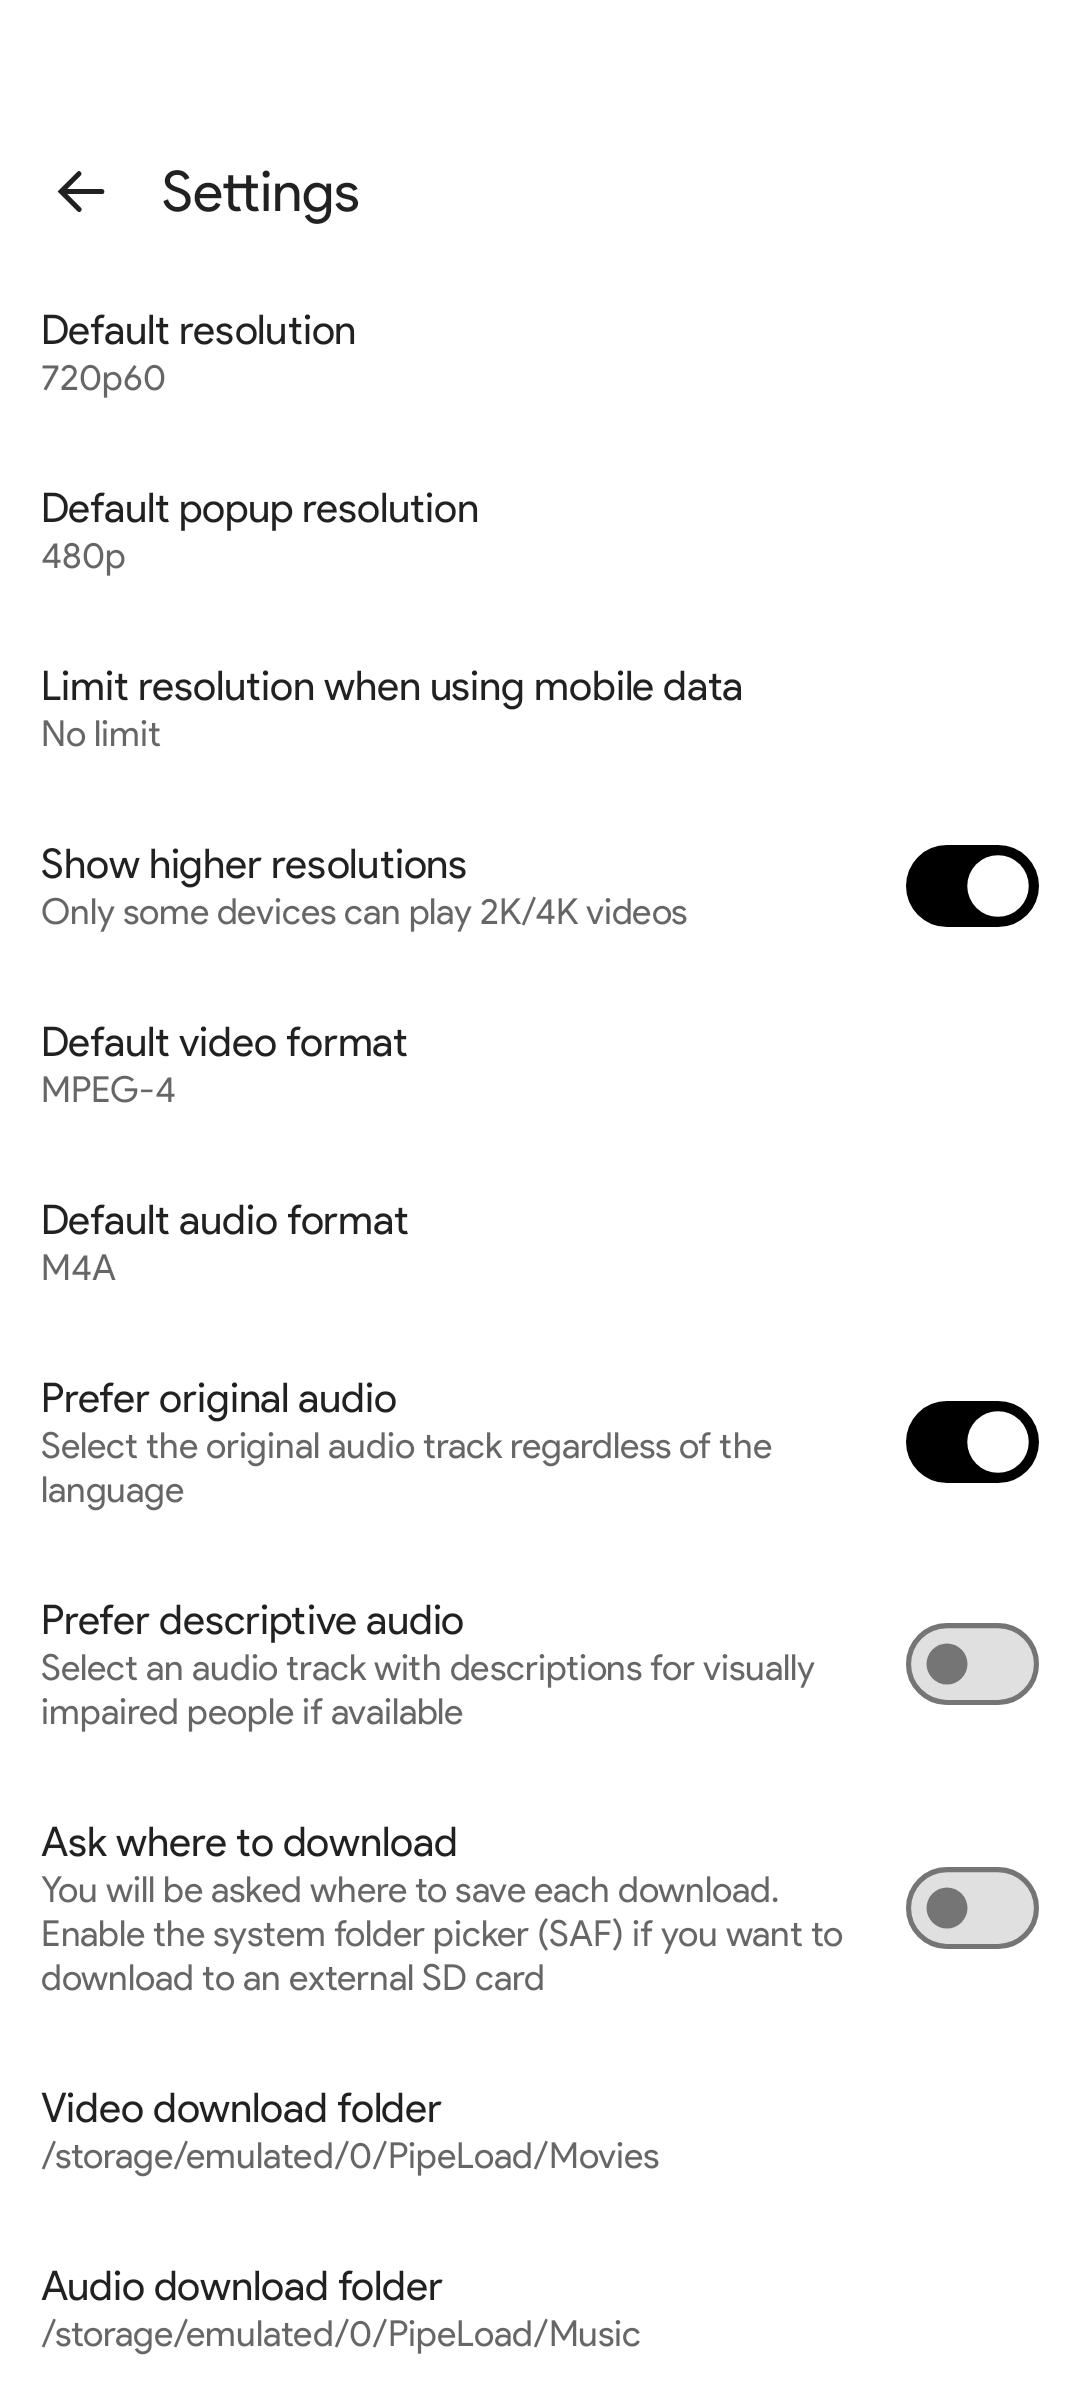 Settings
Default resolution
720p60
Default popup resolution
480p
Limit resolution when using mobile data
No limit
Show higher resolutions
Only some devices can play 2K/4K videos
Default video format
MPEG-4
Default audio format
M4A
Prefer original audio
Select the original audio track regardless of the
language
Prefer descriptive audio
Select an audio track with descriptions for visually
impaired people if available
Ask where to download
You will be asked where to save each download.
Enable the system folder picker (SAF) if you want to
download to an external SD card
Video download folder
/storage/emulated/0/PipeLoad/Movies
Audio download folder
/storage/emulated/0/PipeLoad/Music